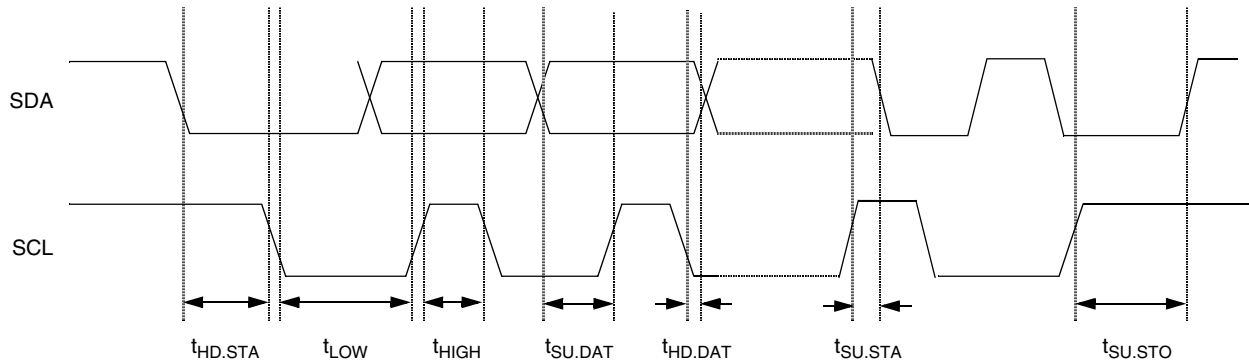 SDA
SCL
tHD.STA tLOW tHIGH tSU.DAT tHD.DAT tSU.STA tSU.STO